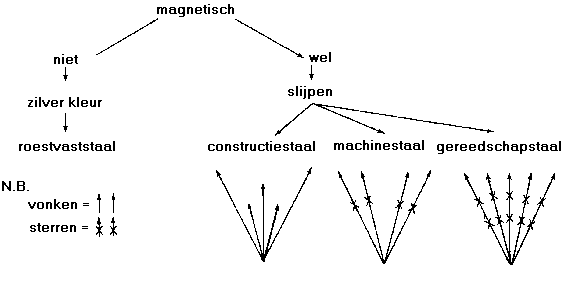 magnetisch
niet
wel
zilver kleur
slijpen
roestvaststaal
constructiestaal
machinestaal
gereedschapstaal
N.B.
vonken =
sterren =